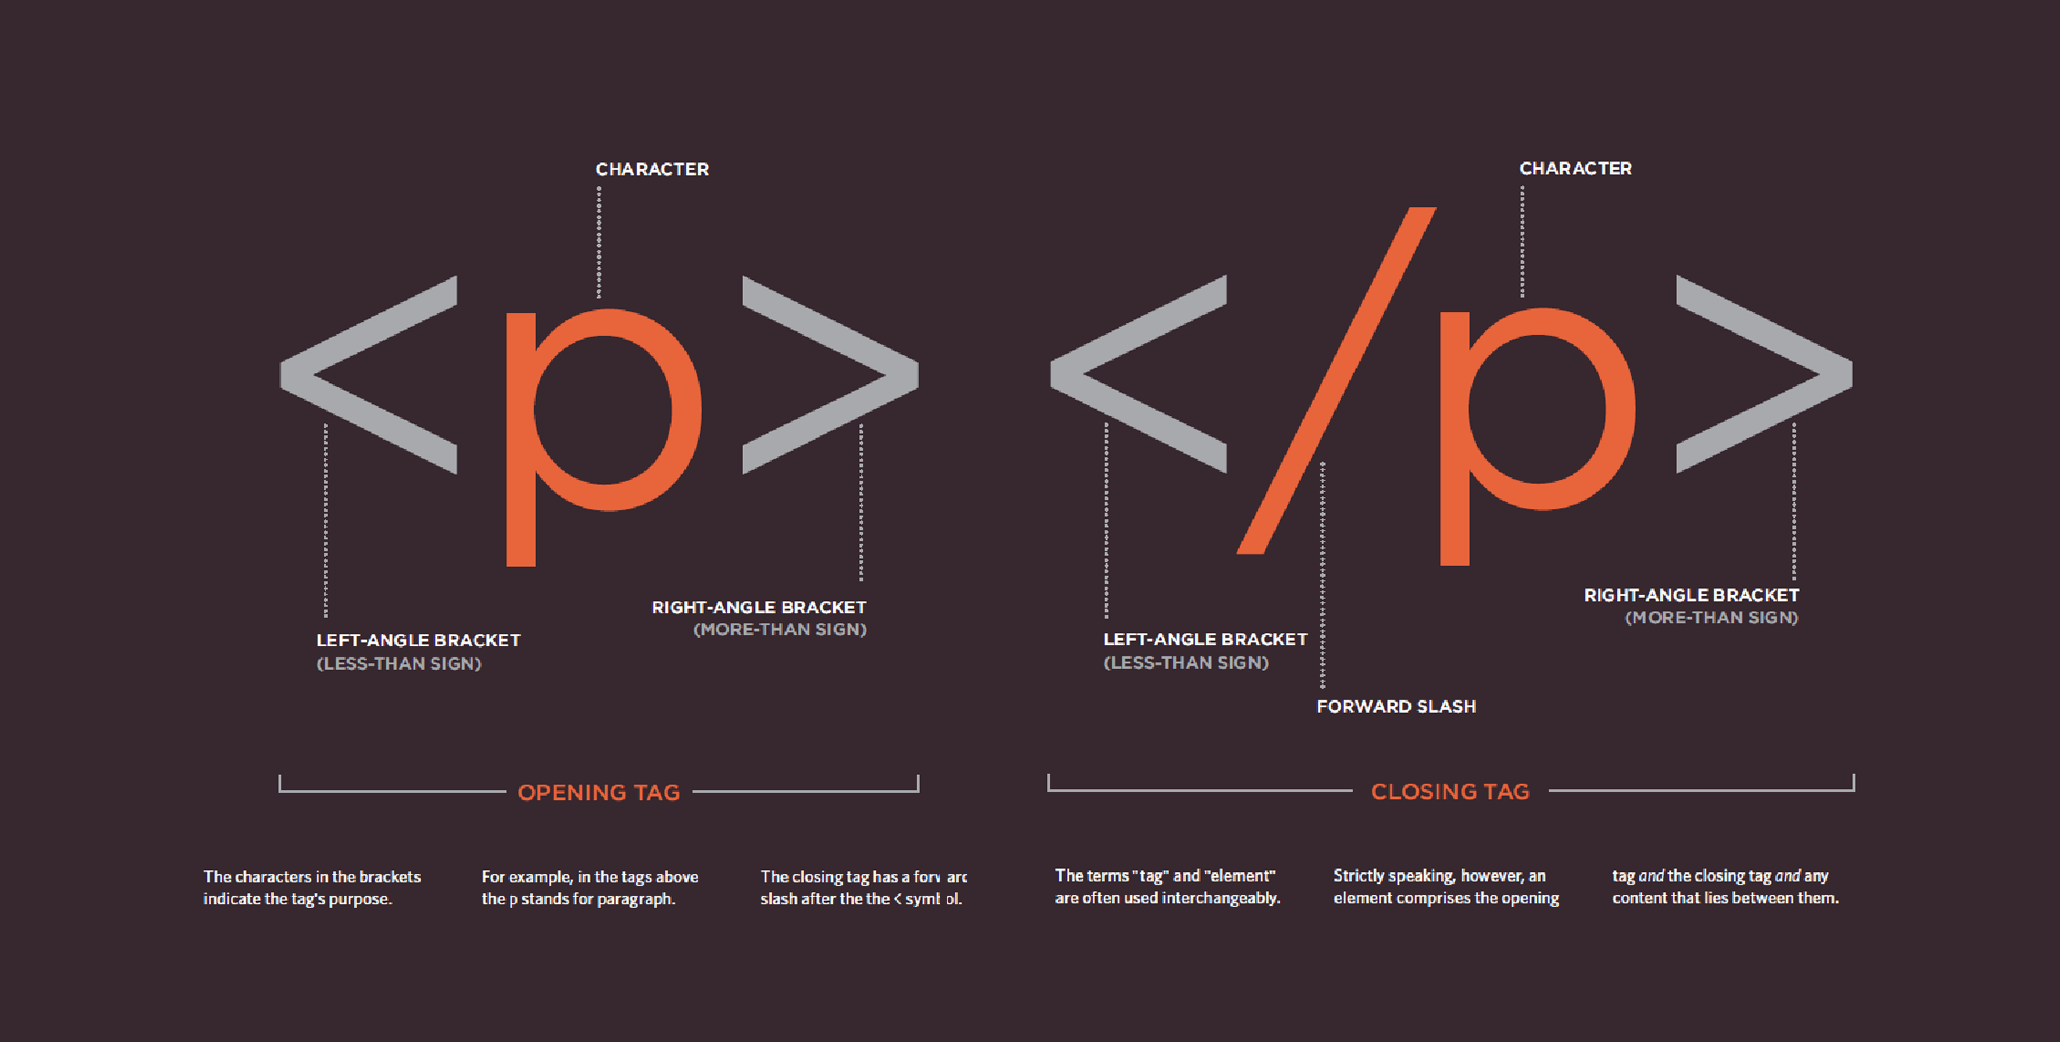 CHARACTER
<p>
LEFT-ANGLE BRACKET
(LESS-THAN SIGN)
RIGHT-ANGLE BRACKET
(MORE-THAN SIGN)
OPENING TAG
The characters in the brackets
indicate the tag's purpose.
For example, in the tags above
the p stands for paragraph.
The closing tag has a forward
slash after the the < symbol.
CHARACTER
</p>
LEFT-ANGLE BRACKET
(LESS-THAN SIGN)
FORWARD SLASH
RIGHT-ANGLE BRACKET
(MORE-THAN SIGN)
CLOSING TAG
The terms "tag" and "element"
are often used interchangeably.
Strictly speaking, however, an
element comprises the opening
tag and the closing tag and any
content that lies between them.